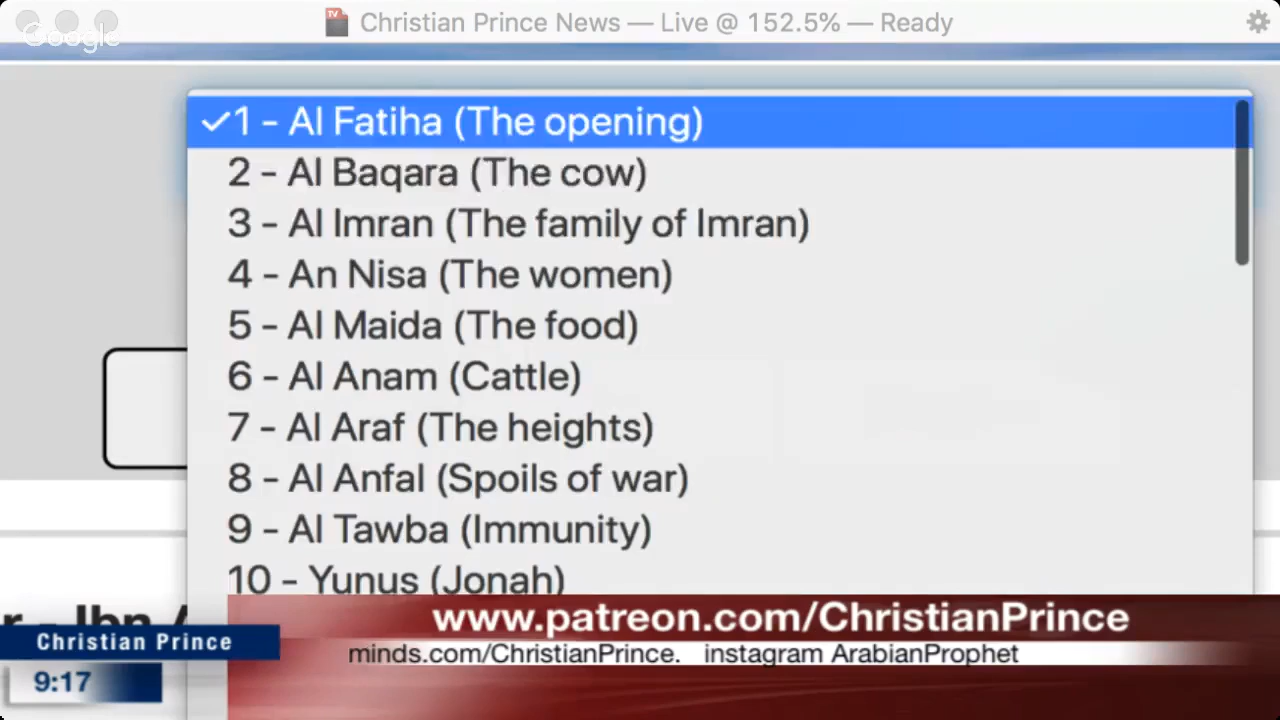 Christian Prince News — Live @ 152.5% — Ready
Google
✓1 - Al Fatiha (The opening)
2 - Al Baqara (The cow)
3 - Al Imran (The family of Imran)
4 - An Nisa (The women)
5 - Al Maida (The food)
6 - Al Anam (Cattle)
7 - Al Araf (The heights)
8 - Al Anfal (Spoils of war)
9 - Al Tawba (Immunity)
10 - Yunus (Jonah)
www.patreon.com/ChristianPrince
Christian Prince
minds.com/ChristianPrince. instagram ArabianProphet
9:17